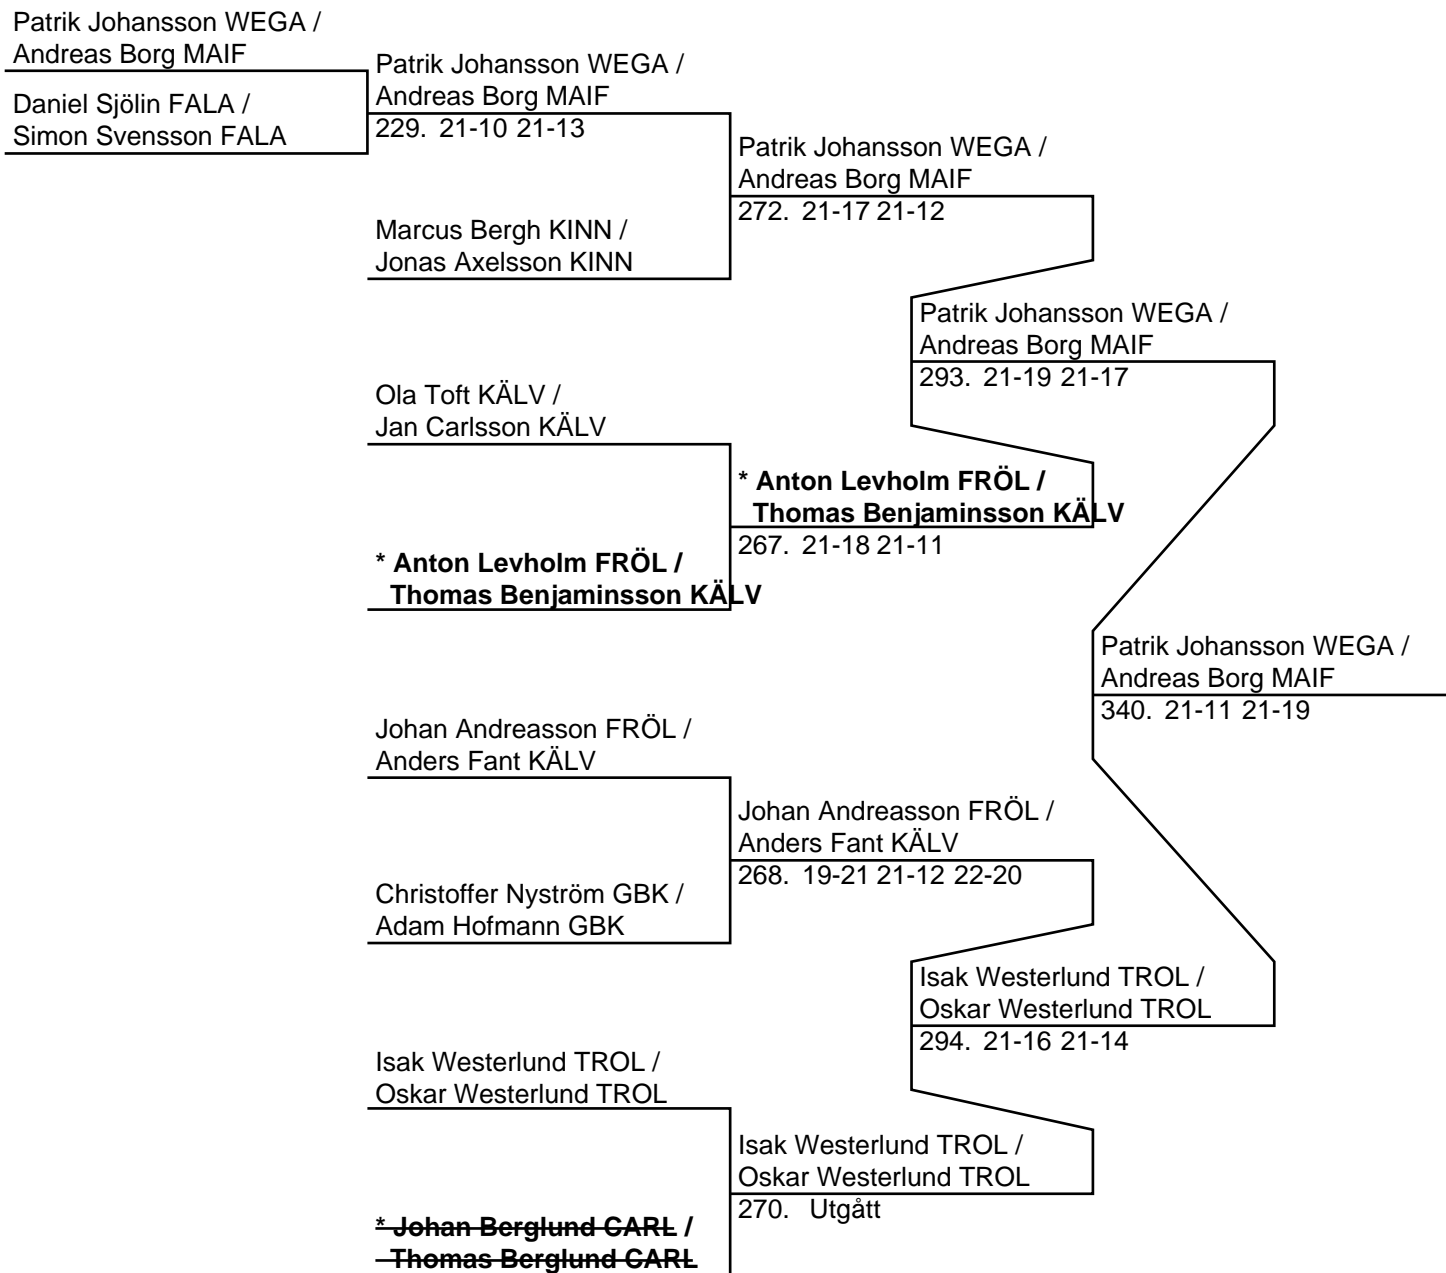 Patrik Johansson WEGA /
Andreas Borg MAIF
Daniel Sjölin FALA /
Simon Svensson FALA
Patrik Johansson WEGA /
Andreas Borg MAIF
229. 21-10 21-13
Marcus Bergh KINN /
Jonas Axelsson KINN
Patrik Johansson WEGA /
Andreas Borg MAIF
272. 21-17 21-12
Ola Toft KÄLV /
Jan Carlsson KÄLV
* Anton Levholm FRÖL /
Thomas Benjaminsson KÄLV
* Anton Levholm FRÖL /
Thomas Benjaminsson KÄLV
267. 21-18 21-11
Patrik Johansson WEGA /
Andreas Borg MAIF
293. 21-19 21-17
Johan Andreasson FRÖL /
Anders Fant KÄLV
Christoffer Nyström GBK /
Adam Hofmann GBK
Johan Andreasson FRÖL /
Anders Fant KÄLV
268. 19-21 21-12 22-20
Isak Westerlund TROL /
Oskar Westerlund TROL
* Johan Berglund CARL /
Thomas Berglund CARL
Isak Westerlund TROL /
Oskar Westerlund TROL
270. Utgått
Isak Westerlund TROL /
Oskar Westerlund TROL
294. 21-16 21-14
Patrik Johansson WEGA /
Andreas Borg MAIF
340. 21-11 21-19